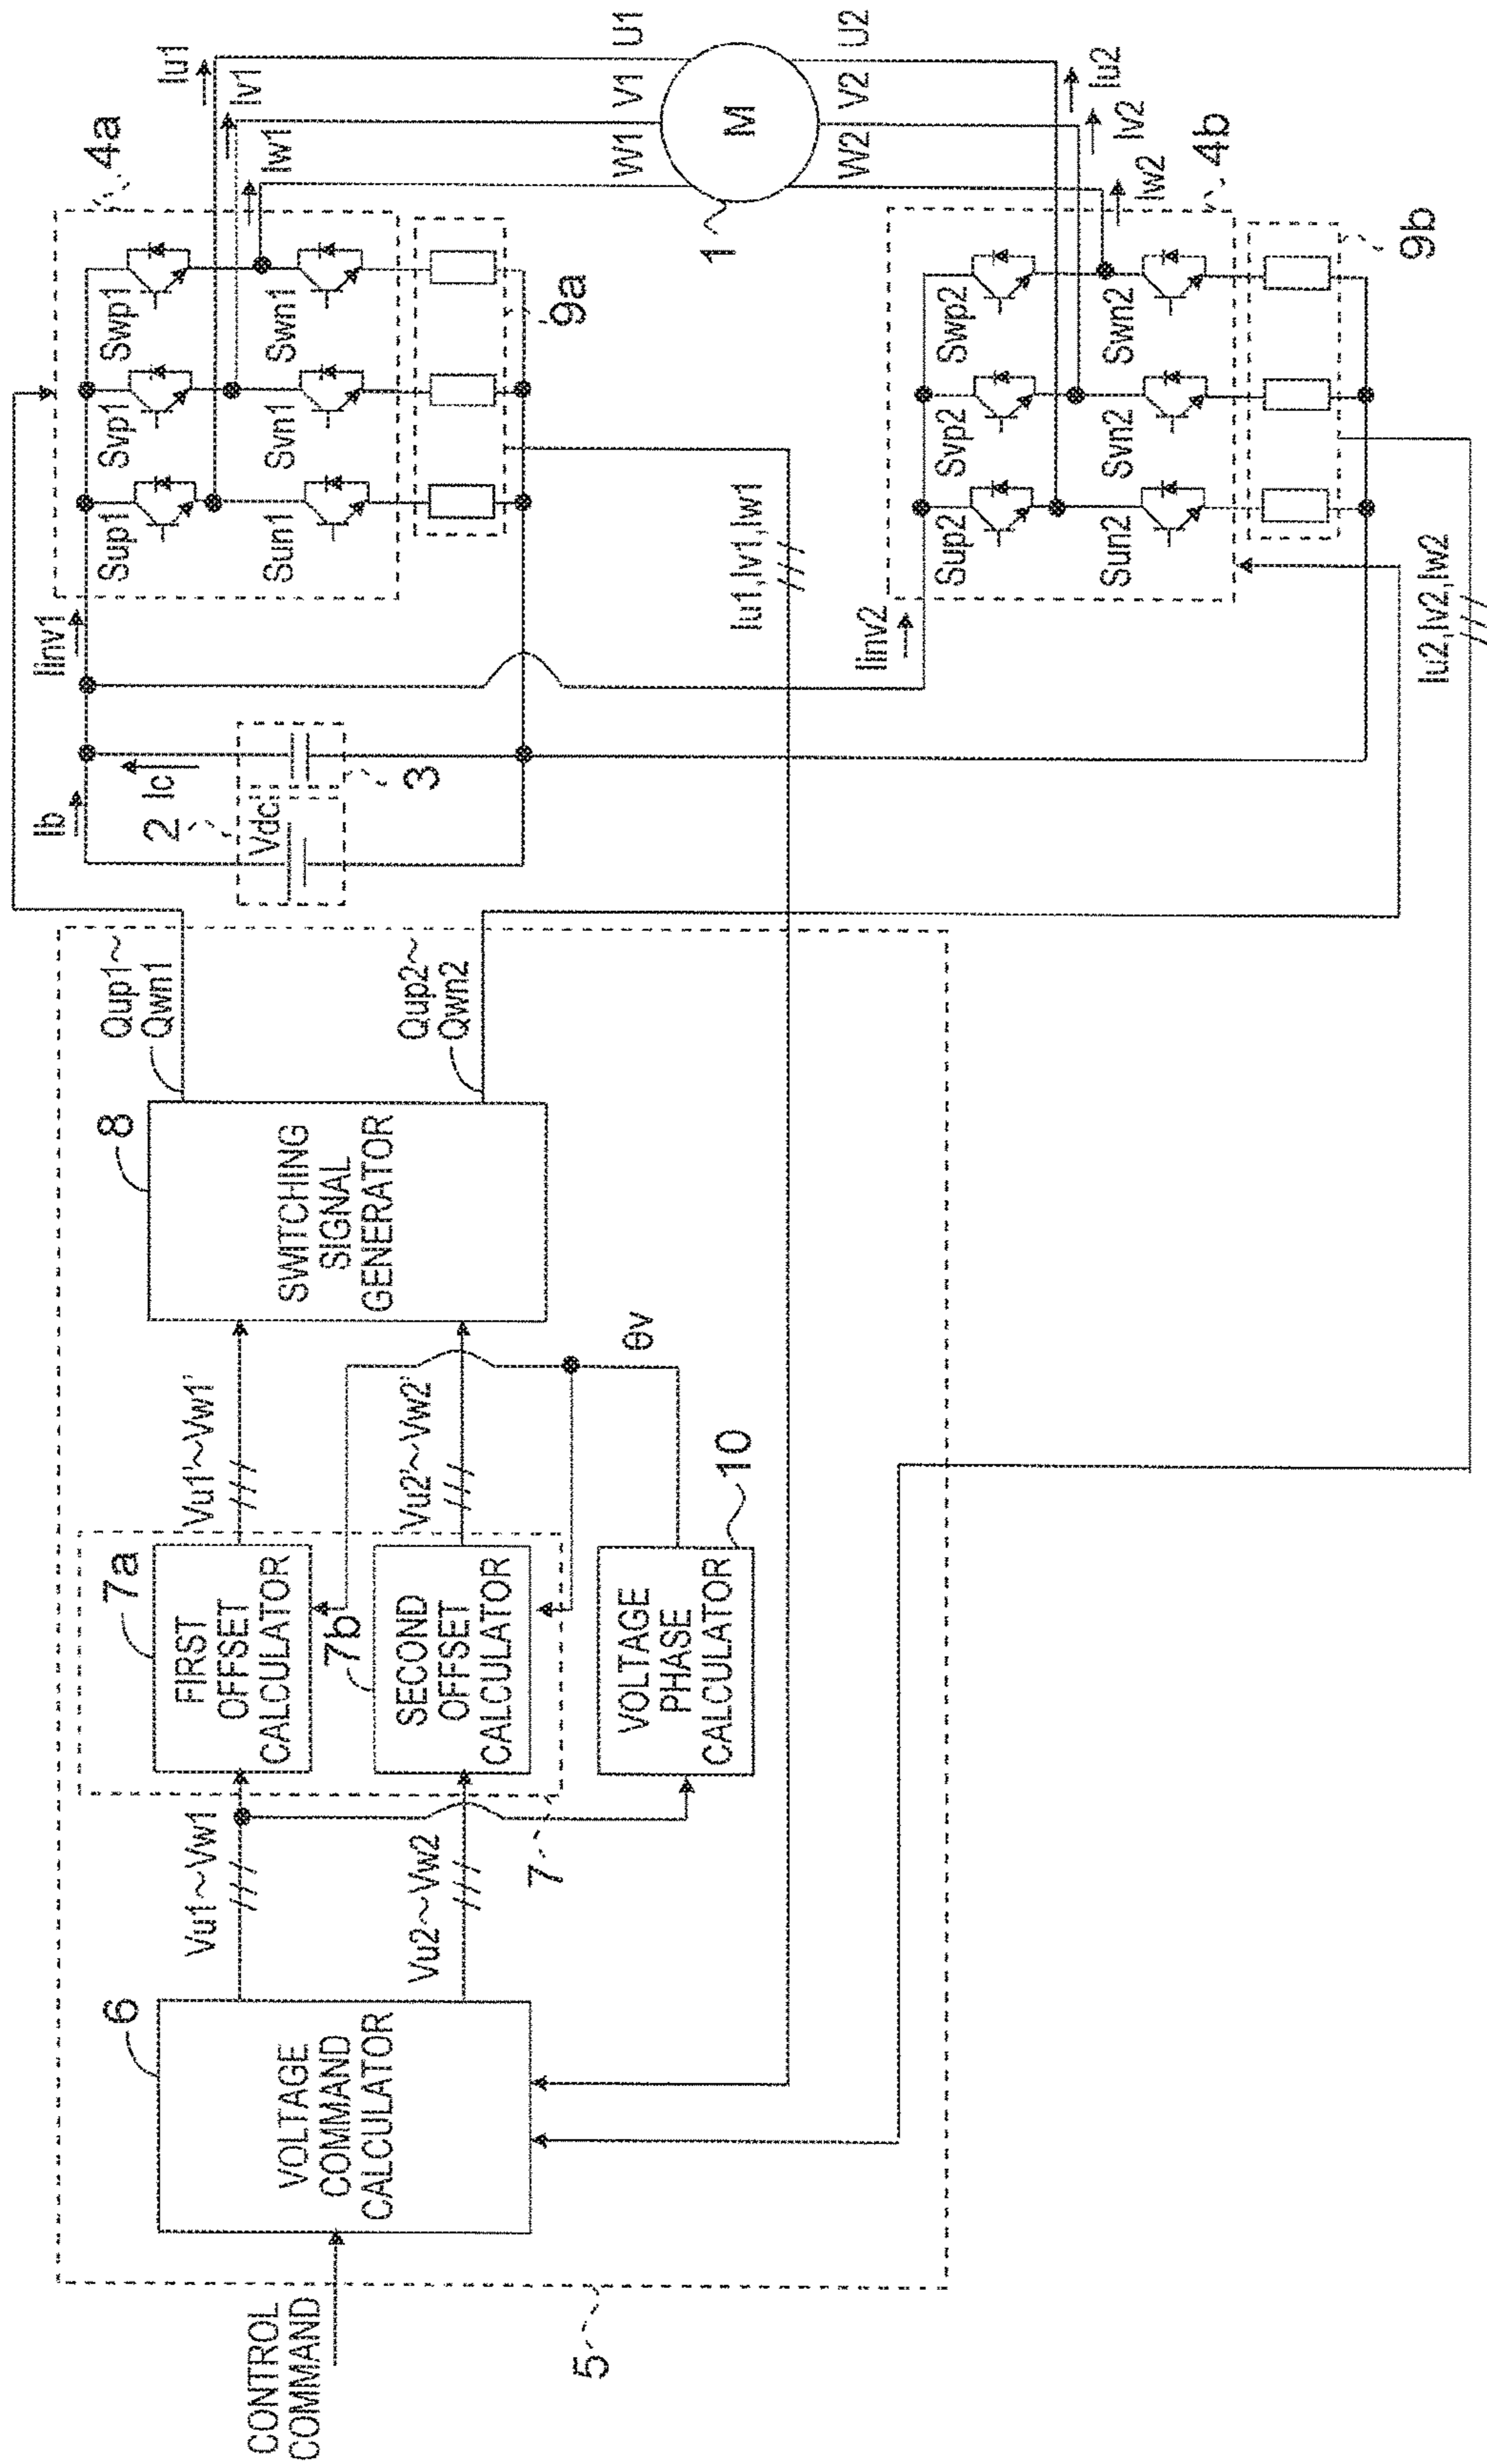 CONTROL
COMMAND
5
6
VOLTAGE
COMMAND
CALCULATOR
Vu1~Vw1
Vu2~Vw2
7
7a
FIRST
OFFSET
CALCULATOR
7b
SECOND
OFFSET
CALCULATOR
VOLTAGE
PHASE
CALCULATOR
10
Vu1'~Vw1'
Vu2'~Vw2'
θv
8
SWITCHING
SIGNAL
GENERATOR
Qup1~
Qwn1
Qup2~
Qwn2
Ib
2
Vdc
Ic
3
Iinv1
Sup1
Svp1
Swp1
Sun1
Svn1
Swn1
4a
9a
Iu1
Iv1
Iw1
Iu1,Iv1,Iw1
U1
V1
W1
M
1
U2
V2
W2
Iinv2
Sup2
Svp2
Swp2
Sun2
Svn2
Swn2
Iu2
Iv2
Iw2
4b
9b
Iu2,Iv2,Iw2